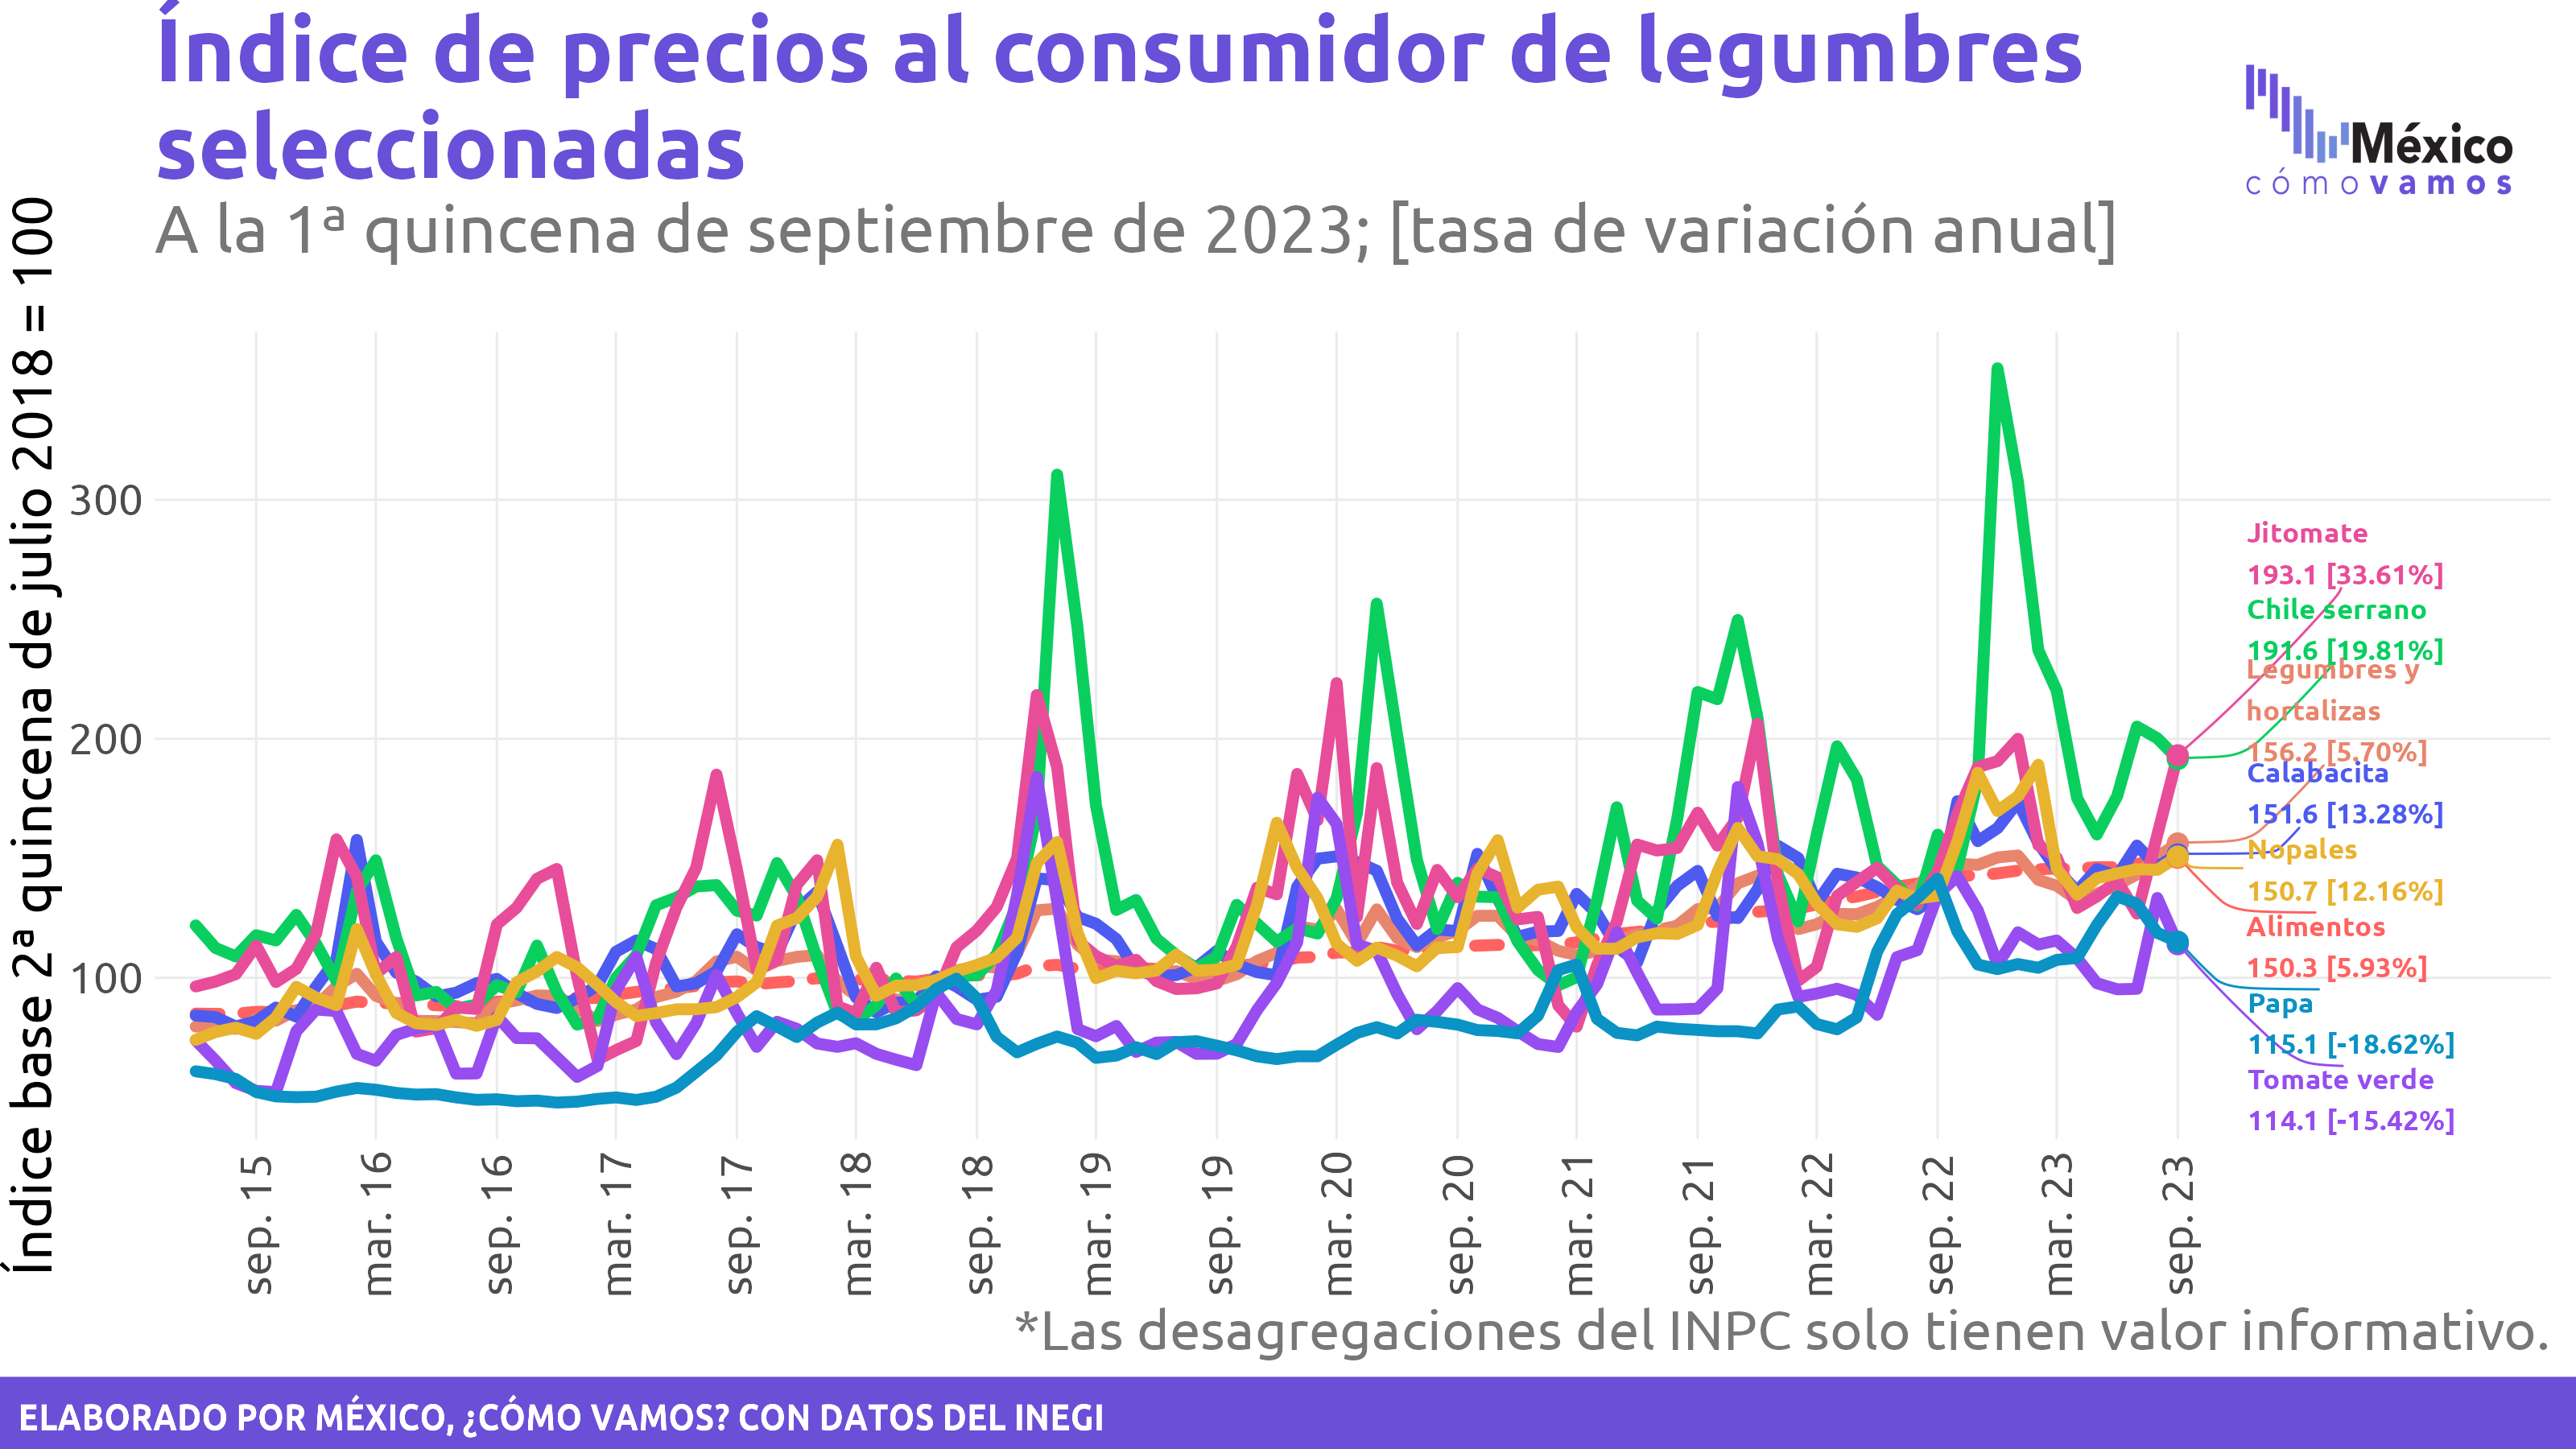 Índice de precios al consumidor de legumbres
seleccionadas
A la 1ª quincena de septiembre de 2023; [tasa de variación anual]
México
cómo vamos
Índice base 2ª quincena de julio 2018 = 100
300
200
100
Jitomate
193.1 [33.61%]
Chile serrano
191.6 [19.81%]
Legumbres y
hortalizas
156.2 [5.70%]
Calabacita
151.6 [13.28%]
Nopales
150.7 [12.16%]
Alimentos
150.3 [5.93%]
Papa
115.1 [-18.62%]
Tomate verde
114.1 [-15.42%]
sep. 15
mar. 16
sep. 16
mar. 17
sep. 17
mar. 18
sep. 18
mar. 19
sep. 19
mar. 20
sep. 20
mar. 21
sep. 21
mar. 22
sep. 22
mar. 23
sep. 23
*Las desagregaciones del INPC solo tienen valor informativo.
ELABORADO POR MÉXICO, ¿CÓMO VAMOS? CON DATOS DEL INEGI